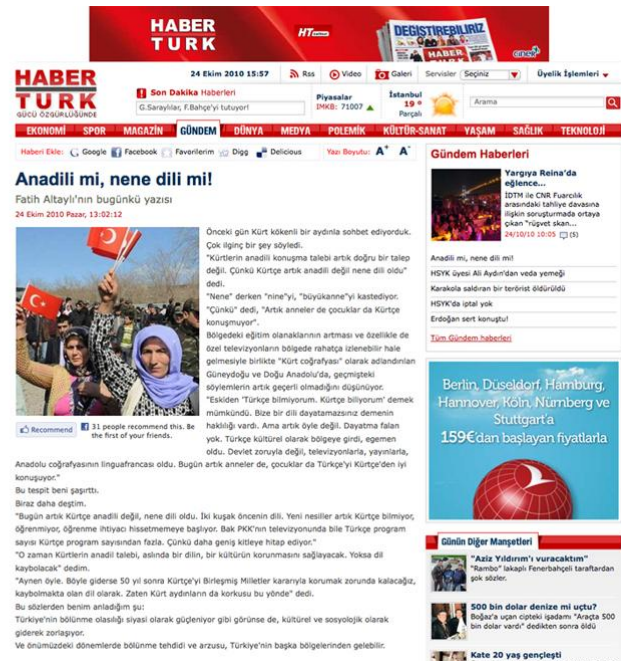 HABER
TURK
HT
DEĞİŞTİREBİLİRİZ
HABER
cine5
HABER
TURK
GÜCÜ ÖZGÜRLÜĞÜNDE
24 Ekim 2010 15:57
Rss
Video
Galeri
Servisler
Seçiniz
Üyelik İşlemleri
Son Dakika Haberleri
G.Saraylılar, F.Bahçe'yi tutuyor!
Piyasalar
IMKB: 71007
İstanbul
19 °
Parçalı
Arama
EKONOMİ SPOR MAGAZİN GÜNDEM DÜNYA MEDYA POLEMİK KÜLTÜR-SANAT YAŞAM SAĞLIK TEKNOLOJİ
Haberi Ekle: Google Facebook Favorilerim Digg Delicious Yazı Boyutu: A+ A-
Anadili mi, nene dili mi!
Fatih Altaylı'nın bugünkü yazısı
24 Ekim 2010 Pazar, 13:02:12
Önceki gün Kürt kökenli bir aydınla sohbet ediyorduk.
Çok ilginç bir şey söyledi.
"Kürtlerin anadili konuşma talebi artık doğru bir talep
değil. Çünkü Kürtçe artık anadili değil nene dili oldu"
dedi.
"Nene" derken "nine"yi, "büyükanne"yi kastediyor.
"Çünkü" dedi, "Artık anneler de çocuklar da Kürtçe
konuşmuyor".
Bölgedeki eğitim olanaklarının artması ve özellikle de
özel televizyonların bölgede rahatça izlenebilir hale
gelmesiyle birlikte "Kürt coğrafyası" olarak adlandırılan
Güneydoğu ve Doğu Anadolu'da, geçmişteki
söylemlerin artık geçerli olmadığını düşünüyor.
"Eskiden 'Türkçe bilmiyorum. Kürtçe biliyorum' demek
mümkündü. Bize bir dili dayatamazsınız demenin
haklılığı vardı. Ama artık öyle değil. Dayatma falan
yok. Türkçe kültürel olarak bölgeye girdi, egemen
oldu. Devlet zoruyla değil, televizyonlarla, yayınlarla,
Anadolu coğrafyasının linguafrancası oldu. Bugün artık anneler de, çocuklar da Türkçe'yi Kürtçe'den iyi
konuşuyor."
Bu tespit beni şaşırttı.
Biraz daha deştim.
"Bugün artık Kürtçe anadili değil, nene dili oldu. İki kuşak öncenin dili. Yeni nesiller artık Kürtçe bilmiyor,
öğrenmiyor, öğrenme ihtiyacı hissetmemeye başlıyor. Bak PKK'nın televizyonunda bile Türkçe program
sayısı Kürtçe program sayısından fazla. Çünkü daha geniş kitleye hitap ediyor."
"O zaman Kürtlerin anadil talebi, aslında bir dilin, bir kültürün korunmasını sağlayacak. Yoksa dil
kaybolacak" dedim.
"Aynen öyle. Böyle giderse 50 yıl sonra Kürtçe'yi Birleşmiş Milletler kararıyla korumak zorunda kalacağız,
kaybolmakta olan dil olarak. Zaten Kürt aydınların da korkusu bu yönde" dedi.
Bu sözlerden benim anladığım şu:
Türkiye'nin bölünme olasılığı siyasi olarak güçleniyor gibi görünse de, kültürel ve sosyolojik olarak
giderek zorlaşıyor.
Ve önümüzdeki dönemlerde bölünme tehdidi ve arzusu, Türkiye'nin başka bölgelerinden gelebilir.
Recommend
31 people recommend this. Be
the first of your friends.
Gündem Haberleri
Yargıya Reina'da
eğlence...
İDTM ile CNR Fuarcılık
arasındaki tahliye davasına
ilişkin soruşturmada ortaya
çıkan "rüşvet skan...
24/10/10 10:05 (5)
Anadili mi, nene dili mi!
HSYK üyesi Ali Aydın'dan veda yemeği
Karakola saldıran bir terörist öldürüldü
HSYK'da iptal yok
Erdoğan sert konuştu!
Tüm Gündem haberleri
Berlin, Düseldorf, Hamburg,
Hannover, Köln, Nürnberg ve
Stuttgart'a
159€'dan başlayan fiyatlarla
Günün Diğer Manşetleri
"Aziz Yıldırım'ı vuracaktım"
"Rambo" lakaplı Fenerbahçeli taraftardan
şok sözler.
500 bin dolar denize mi uçtu?
Boğaz'a uçan cipteki işadamı "Araçta 500
bin dolar vardı" dedikten sonra öldü
Kate 20 yaş gençleşti